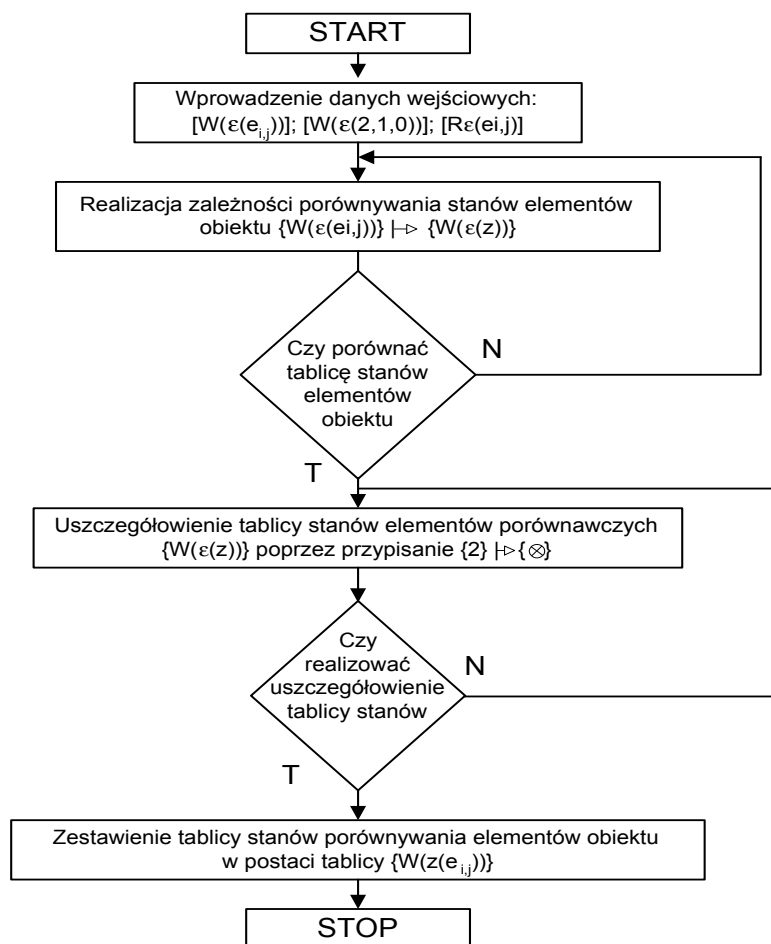 START
Wprowadzenie danych wejściowych:
[W(ε(e i,j))]; [W(ε(2,1,0))]; [Rε(ei,j)]
Realizacja zależności porównywania stanów elementów
obiektu {W(ε(ei,j))} |▷ {W(ε(z))}
Czy porównać
tablicę stanów
elementów
obiektu
N
T
Uszczegółowienie tablicy stanów elementów porównawczych
{W(ε(z))} poprzez przypisanie {2} |▷{⊗}
Czy
realizować
uszczegółowienie
tablicy stanów
N
T
Zestawienie tablicy stanów porównywania elementów obiektu
w postaci tablicy {W(z(e i,j))}
STOP